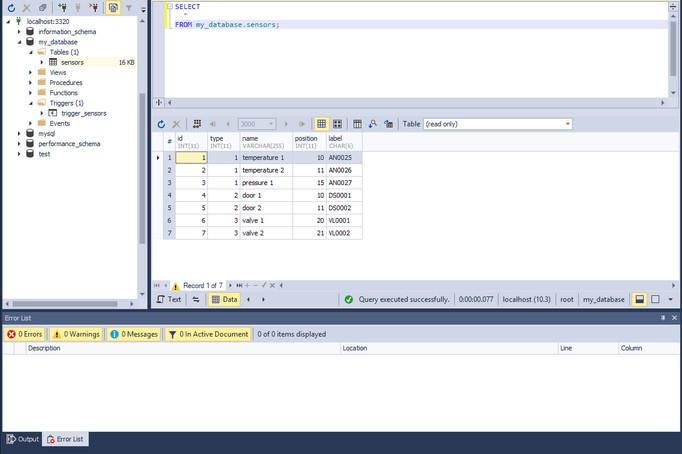 localhost:3320
information_schema
my_database
Tables (1)
sensors 16 KB
Views
Procedures
Functions
Triggers (1)
trigger_sensors
Events
mysql
performance_schema
test
SELECT
*
FROM my_database.sensors;
3000
Table (read only)
# id type name position label
INT(11) INT(11) VARCHAR(255) INT(11) CHAR(6)
1 1 1 temperature 1 10 AN0025
2 2 1 temperature 2 11 AN0026
3 3 1 pressure 1 15 AN0027
4 4 2 door 1 10 DS0001
5 5 2 door 2 11 DS0002
6 6 3 valve 1 20 VL0001
7 7 3 valve 2 21 VL0002
Record 1 of 7
Text Data Query executed successfully. 0:00:00.077 localhost (10.3) root my_database
Error List
0 Errors 0 Warnings 0 Messages 0 In Active Document 0 of 0 items displayed
Description Location Line Column
Output Error List